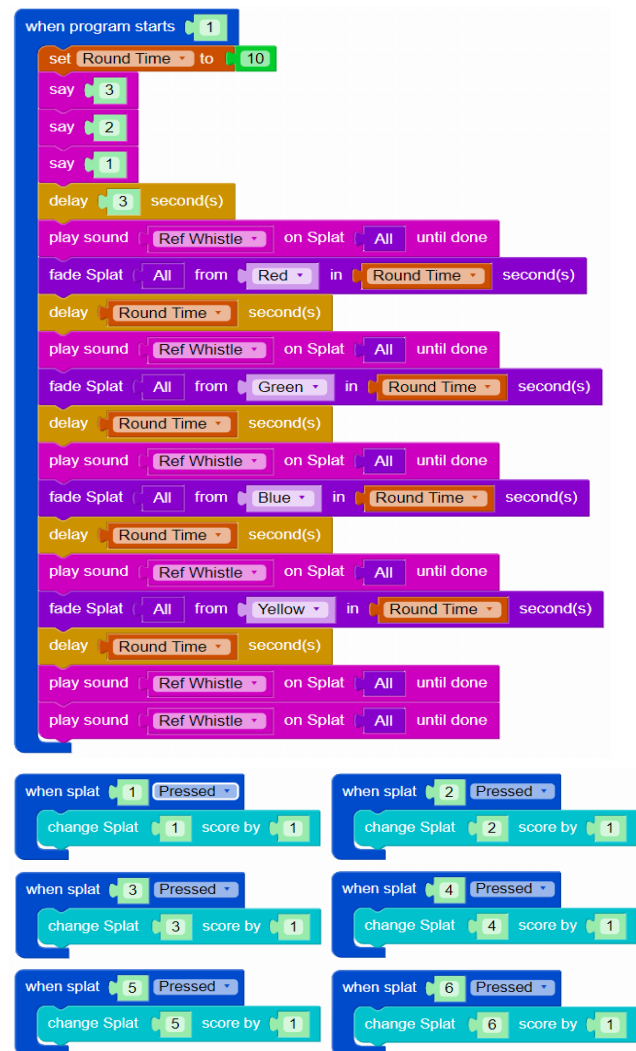 when program starts 1
set Round Time to 10
say 3
say 2
say 1
delay 3 second(s)
play sound Ref Whistle on Splat All until done
fade Splat All from Red in Round Time second(s)
delay Round Time second(s)
play sound Ref Whistle on Splat All until done
fade Splat All from Green in Round Time second(s)
delay Round Time second(s)
play sound Ref Whistle on Splat All until done
fade Splat All from Blue in Round Time second(s)
delay Round Time second(s)
play sound Ref Whistle on Splat All until done
fade Splat All from Yellow in Round Time second(s)
delay Round Time second(s)
play sound Ref Whistle on Splat All until done
play sound Ref Whistle on Splat All until done
when splat 1 Pressed
change Splat 1 score by 1
when splat 2 Pressed
change Splat 2 score by 1
when splat 3 Pressed
change Splat 3 score by 1
when splat 4 Pressed
change Splat 4 score by 1
when splat 5 Pressed
change Splat 5 score by 1
when splat 6 Pressed
change Splat 6 score by 1